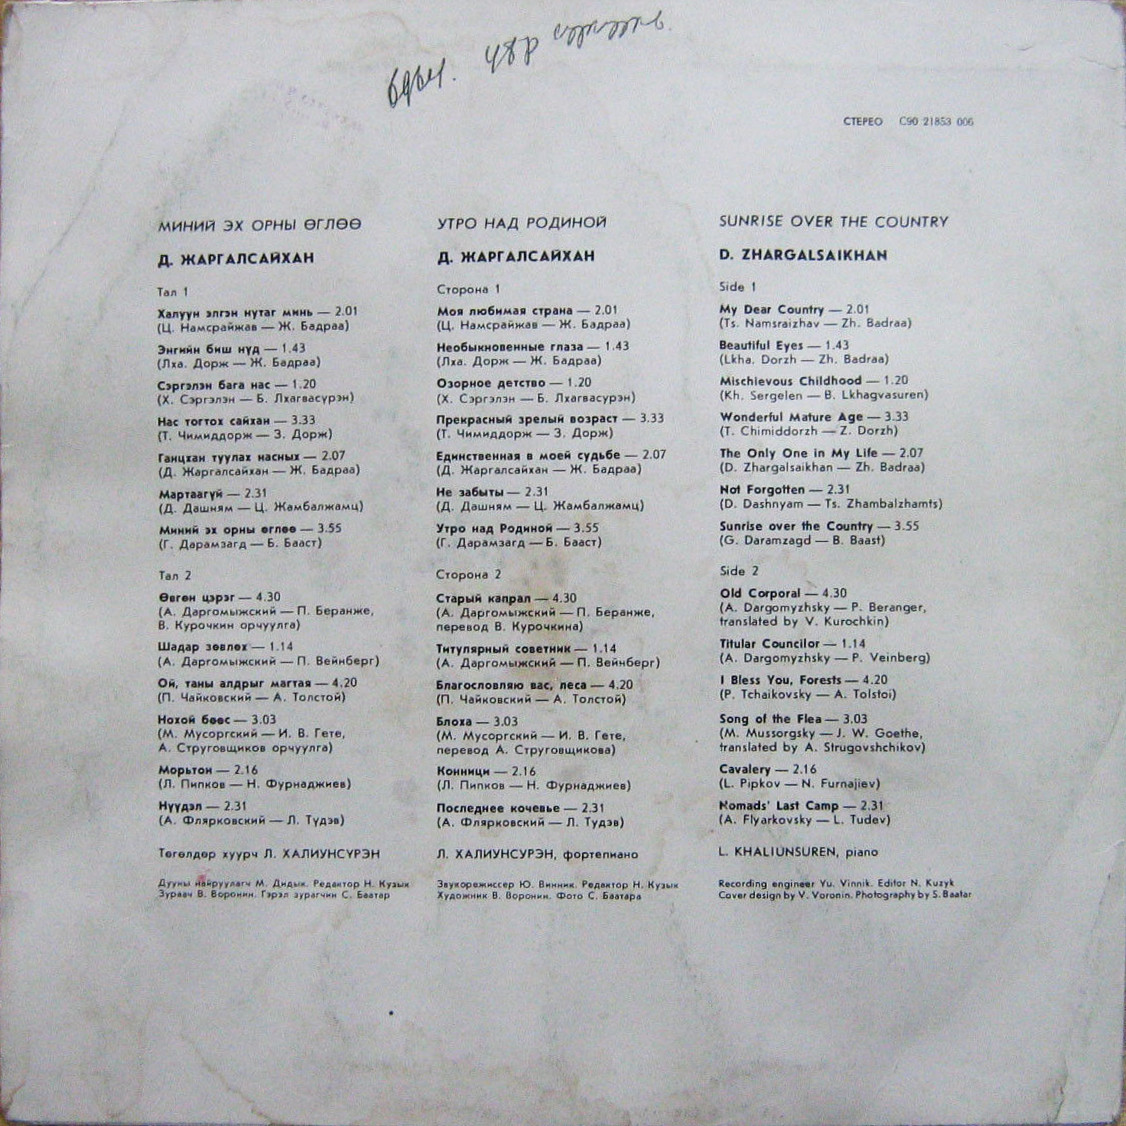 СТЕРЕО С90 21853 006
МИНИЙ ЭХ ОРНЫ ӨГЛӨӨ
Д. ЖАРГАЛСАЙХАН
Тал 1
Халуун элгэн нутаг минь — 2.01
(Ц. Намсрайжав — Ж. Бадраа)
Энгийн биш нүд — 1.43
(Лха. Дорж — Ж. Бадраа)
Сэргэлэн бага нас — 1.20
(Х. Сэргэлэн — Б. Лхагвасүрэн)
Нас тогтох сайхан — 3.33
(Т. Чимиддорж — З. Дорж)
Ганцхан туулах насных — 2.07
(Д. Жаргалсайхан — Ж. Бадраа)
Мартаагүй — 2.31
(Д. Дашням — Ц. Жамбалжамц)
Миний эх орны өглөө — 3.55
(Г. Дарамзагд — Б. Бааст)
Тал 2
Өвгөн цэрэг — 4.30
(А. Даргомыжский — П. Беранже,
В. Курочкин орчуулга)
Шадар зөвлөх — 1.14
(А. Даргомыжский — П. Вейнберг)
Ой, таны алдрыг магтая — 4.20
(П. Чайковский — А. Толстой)
Нохой бөөс — 3.03
(М. Мусоргский — И. В. Гете,
А. Струговщиков орчуулга)
Морьтон — 2.16
(Л. Пипков — Н. Фурнаджиев)
Нүүдэл — 2.31
(А. Флярковский — Л. Түдэв)
Төгөлдөр хуурч Л. ХАЛИУНСҮРЭН
Дууны найруулагч М. Дидык. Редактор Н. Кузык
Зураач В. Воронин. Гэрэл зурагчин С. Баатар
УТРО НАД РОДИНОЙ
Д. ЖАРГАЛСАЙХАН
Сторона 1
Моя любимая страна — 2.01
(Ц. Намсрайжав — Ж. Бадраа)
Необыкновенные глаза — 1.43
(Лха. Дорж — Ж. Бадраа)
Озорное детство — 1.20
(Х. Сэргэлэн — Б. Лхагвасурэн)
Прекрасный зрелый возраст — 3.33
(Т. Чимиддорж — З. Дорж)
Единственная в моей судьбе — 2.07
(Д. Жаргалсайхан — Ж. Бадраа)
Не забыты — 2.31
(Д. Дашням — Ц. Жамбалжамц)
Утро над Родиной — 3.55
(Г. Дарамзагд — Б. Бааст)
Сторона 2
Старый капрал — 4.30
(А. Даргомыжский — П. Беранже,
перевод В. Курочкина)
Титулярный советник — 1.14
(А. Даргомыжский — П. Вейнберг)
Благословляю вас, леса — 4.20
(П. Чайковский — А. Толстой)
Блоха — 3.03
(М. Мусоргский — И. В. Гете,
перевод А. Струговщикова)
Конници — 2.16
(Л. Пипков — Н. Фурнаджиев)
Последнее кочевье — 2.31
(А. Флярковский — Л. Тудэв)
Л. ХАЛИУНСУРЭН, фортепиано
Звукорежиссер Ю. Винник. Редактор Н. Кузык
Художник В. Воронин. Фото С. Баатара
SUNRISE OVER THE COUNTRY
D. ZHARGALSAIKHAN
Side 1
My Dear Country — 2.01
(Ts. Namsraizhav — Zh. Badraa)
Beautiful Eyes — 1.43
(Lkha. Dorzh — Zh. Badraa)
Mischievous Childhood — 1.20
(Kh. Sergelen — B. Lkhagvasuren)
Wonderful Mature Age — 3.33
(T. Chimiddorzh — Z. Dorzh)
The Only One in My Life — 2.07
(D. Zhargalsaikhan — Zh. Badraa)
Not Forgotten — 2.31
(D. Dashnyam — Ts. Zhambalzhamts)
Sunrise over the Country — 3.55
(G. Daramzagd — B. Baast)
Side 2
Old Corporal — 4.30
(A. Dargomyzhsky — P. Beranger,
translated by V. Kurochkin)
Titular Councilor — 1.14
(A. Dargomyzhsky — P. Veinberg)
I Bless You, Forests — 4.20
(P. Tchaikovsky — A. Tolstoi)
Song of the Flea — 3.03
(M. Mussorgsky — J. W. Goethe,
translated by A. Strugovshchikov)
Cavalery — 2.16
(L. Pipkov — N. Furnajiev)
Nomads' Last Camp — 2.31
(A. Flyarkovsky — L. Tudev)
L. KHALIUNSUREN, piano
Recording engineer Yu. Vinnik. Editor N. Kuzyk
Cover design by V. Voronin. Photography by S. Baatar